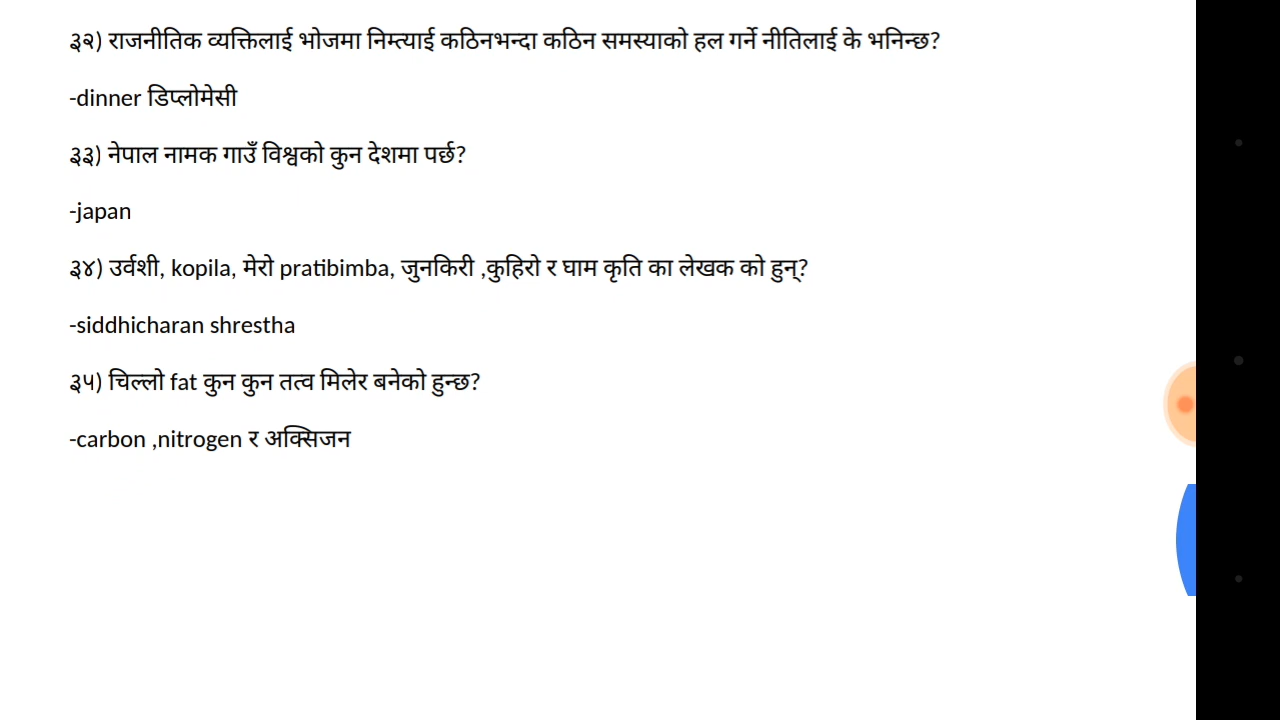 ३२) राजनीतिक व्यक्तिलाई भोजमा निम्त्याई कठिनभन्दा कठिन समस्याको हल गर्ने नीतिलाई के भनिन्छ?
-dinner डिप्लोमेसी
३३) नेपाल नामक गाउँ विश्वको कुन देशमा पर्छ?
-japan
३४) उर्वशी, kopila, मेरो pratibimba, जुनकिरी ,कुहिरो र घाम कृति का लेखक को हुन्?
-siddhicharan shrestha
३५) चिल्लो fat कुन कुन तत्व मिलेर बनेको हुन्छ?
-carbon ,nitrogen र अक्सिजन